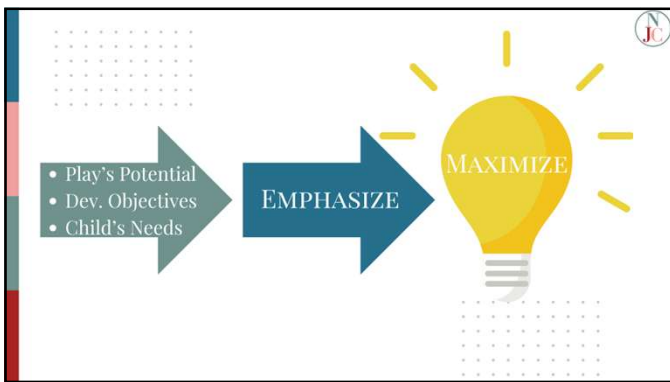 NJC
• Play's Potential
• Dev. Objectives
• Child's Needs
EMPHASIZE
MAXIMIZE